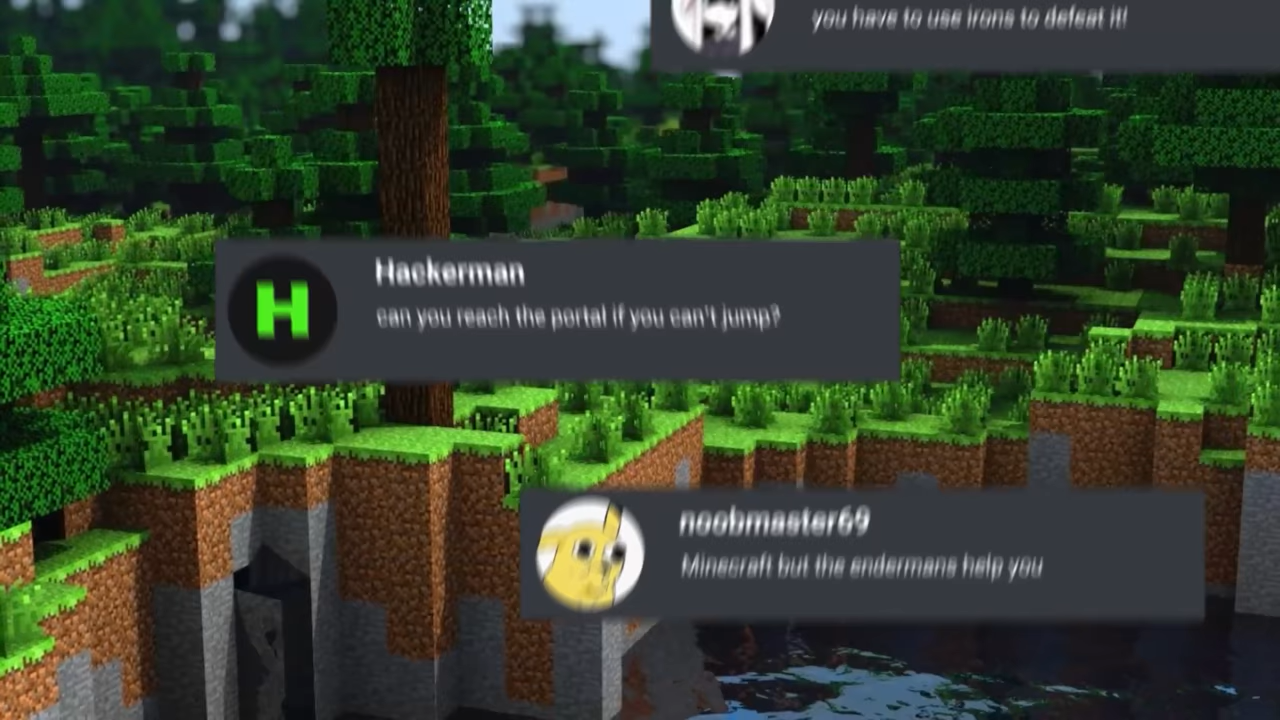 you have to use irons to defeat it!
H
Hackerman
can you reach the portal if you can't jump?
noobmaster69
Minecraft but the endermans help you